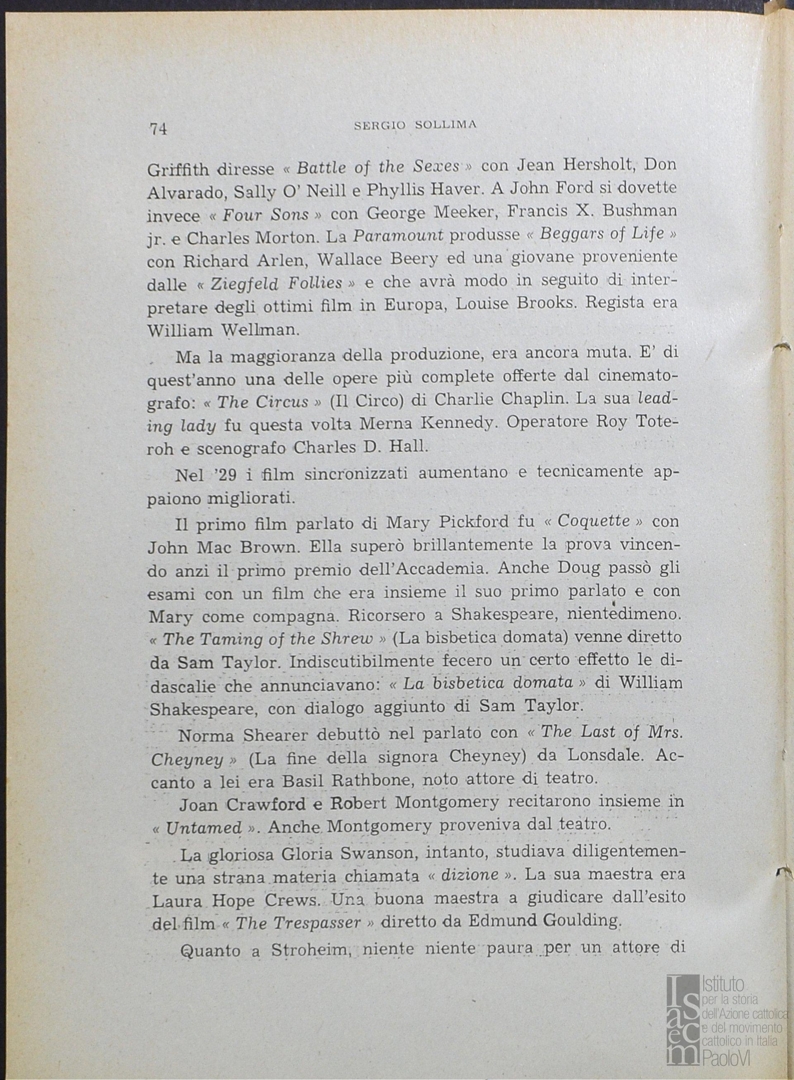 74
SERGIO SOLLIMA
Griffith diresse « Battle of the Sexes » con Jean Hersholt, Don
Alvarado, Sally O' Neill e Phyllis Haver. A John Ford si dovette
invece « Four Sons » con George Meeker, Francis X. Bushman
jr. e Charles Morton. La Paramount produsse « Beggars of Life »
con Richard Arlen, Wallace Beery ed una giovane proveniente
dalle « Ziegfeld Follies » e che avrà modo in seguito di inter-
pretare degli ottimi film in Europa, Louise Brooks. Regista era
William Wellman.
Ma la maggioranza della produzione, era ancora muta. E' di
quest'anno una delle opere più complete offerte dal cinemato-
grafo: « The Circus » (Il Circo) di Charlie Chaplin. La sua lead-
ing lady fu questa volta Merna Kennedy. Operatore Roy Tote-
roh e scenografo Charles D. Hall.
Nel '29 i film sincronizzati aumentano e tecnicamente ap-
paiono migliorati.
Il primo film parlato di Mary Pickford fu « Coquette » con
John Mac Brown. Ella superò brillantemente la prova vincen-
do anzi il primo premio dell'Accademia. Anche Doug passò gli
esami con un film che era insieme il suo primo parlato e con
Mary come compagna. Ricorsero a Shakespeare, nientedimeno.
« The Taming of the Shrew » (La bisbetica domata) venne diretto
da Sam Taylor. Indiscutibilmente fecero un certo effetto le di-
dascalie che annunciavano: « La bisbetica domata » di William
Shakespeare, con dialogo aggiunto di Sam Taylor.
Norma Shearer debuttò nel parlato con « The Last of Mrs.
Cheyney » (La fine della signora Cheyney) da Lonsdale. Ac-
canto a lei era Basil Rathbone, noto attore di teatro.
Joan Crawford e Robert Montgomery recitarono insieme in
« Untamed ». Anche Montgomery proveniva dal teatro.
La gloriosa Gloria Swanson, intanto, studiava diligentemen-
te una strana materia chiamata « dizione ». La sua maestra era
Laura Hope Crews. Una buona maestra a giudicare dall'esito
del film « The Trespasser » diretto da Edmund Goulding.
Quanto a Stroheim, niente niente paura per un attore di
Isacem
Istituto
per la storia
dell'Azione cattolica
e del movimento
cattolico in Italia
PaoloVI